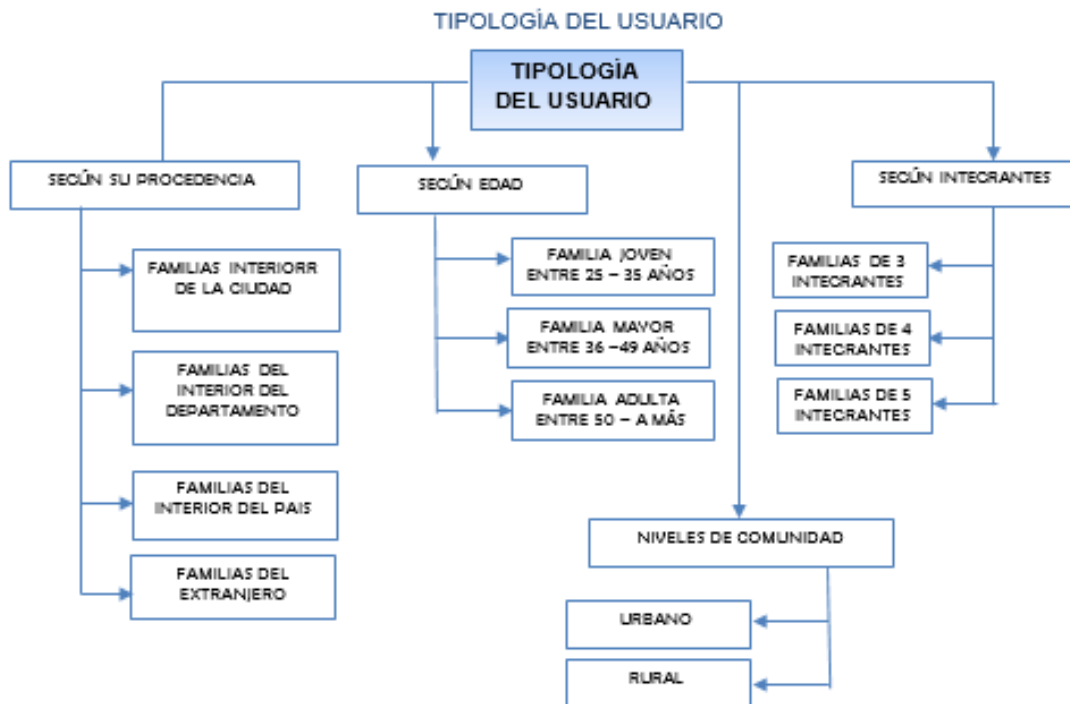 TIPOLOGÌA DEL USUARIO
TIPOLOGÌA
DEL USUARIO
SEGÚN SU PROCEDENCIA
FAMILIAS INTERIORR
DE LA CIUDAD
FAMILIAS DEL
INTERIOR DEL
DEPARTAMENTO
FAMILIAS DEL
INTERIOR DEL PAIS
FAMILIAS DEL
EXTRANJERO
SEGÚN EDAD
FAMILIA JOVEN
ENTRE 25 – 35 AÑOS
FAMILIA MAYOR
ENTRE 36 –49 AÑOS
FAMILIA ADULTA
ENTRE 50 – A MÁS
SEGÚN INTEGRANTES
FAMILIAS DE 3
INTEGRANTES
FAMILIAS DE 4
INTEGRANTES
FAMILIAS DE 5
INTEGRANTES
NIVELES DE COMUNIDAD
URBANO
RURAL